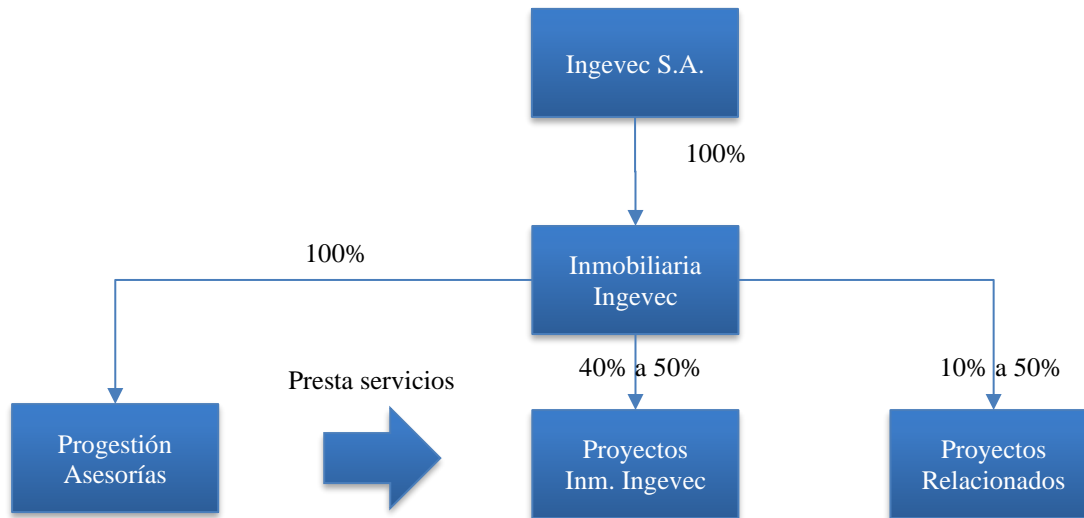 Ingevec S.A.
100%
100%
Inmobiliaria
Ingevec
Presta servicios
40% a 50%
10% a 50%
Progestión
Asesorías
Proyectos
Inm. Ingevec
Proyectos
Relacionados